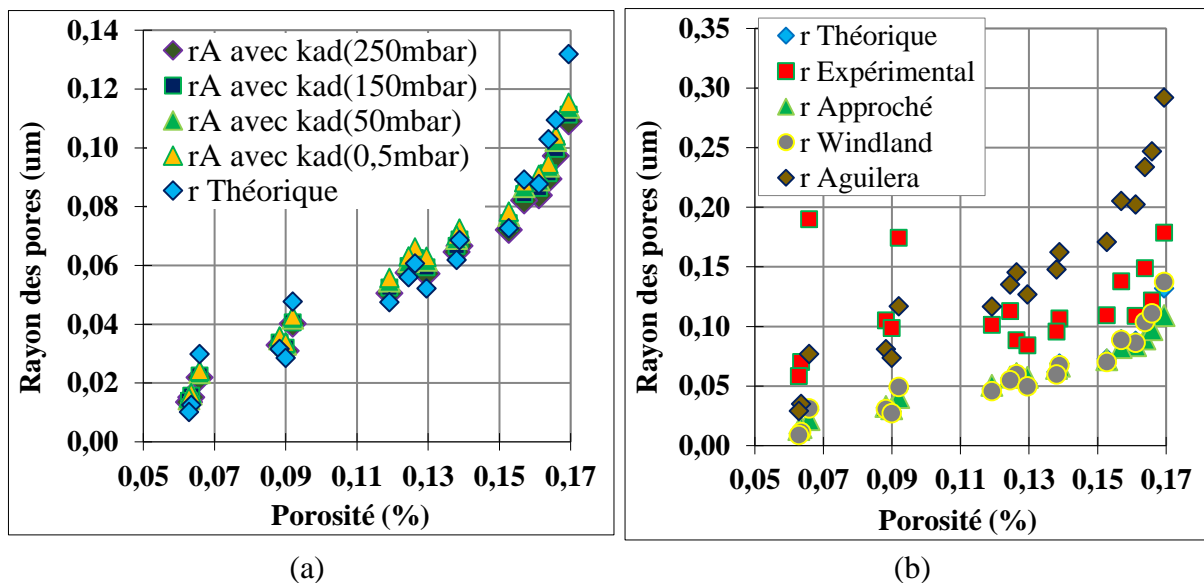 0,14
0,12
0,10
0,08
0,06
0,04
0,02
0,00
Rayon des pores (um)
rA avec kad(250mbar)
rA avec kad(150mbar)
rA avec kad(50mbar)
rA avec kad(0,5mbar)
r Théorique
0,05 0,07 0,09 0,11 0,13 0,15 0,17
Porosité (%)
(a)
0,35
0,30
0,25
0,20
0,15
0,10
0,05
0,00
Rayon des pores (um)
r Théorique
r Expérimental
r Approché
r Windland
r Aguilera
0,05 0,07 0,09 0,11 0,13 0,15 0,17
Porosité (%)
(b)